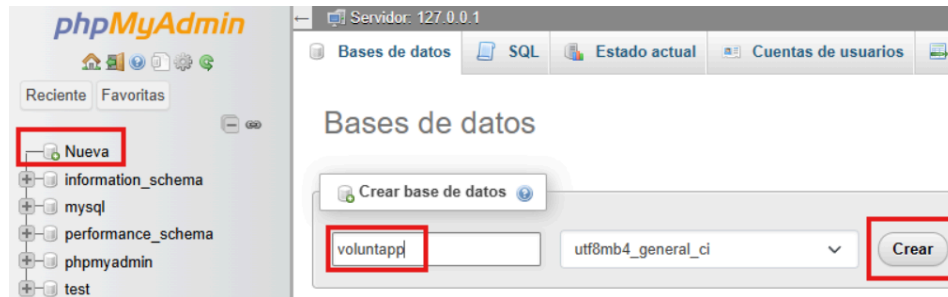 phpMyAdmin
Reciente Favoritas
Nueva
information_schema
mysql
performance_schema
phpmyadmin
test
Servidor: 127.0.0.1
Bases de datos SQL Estado actual Cuentas de usuarios
Bases de datos
Crear base de datos
voluntapp utf8mb4_general_ci Crear